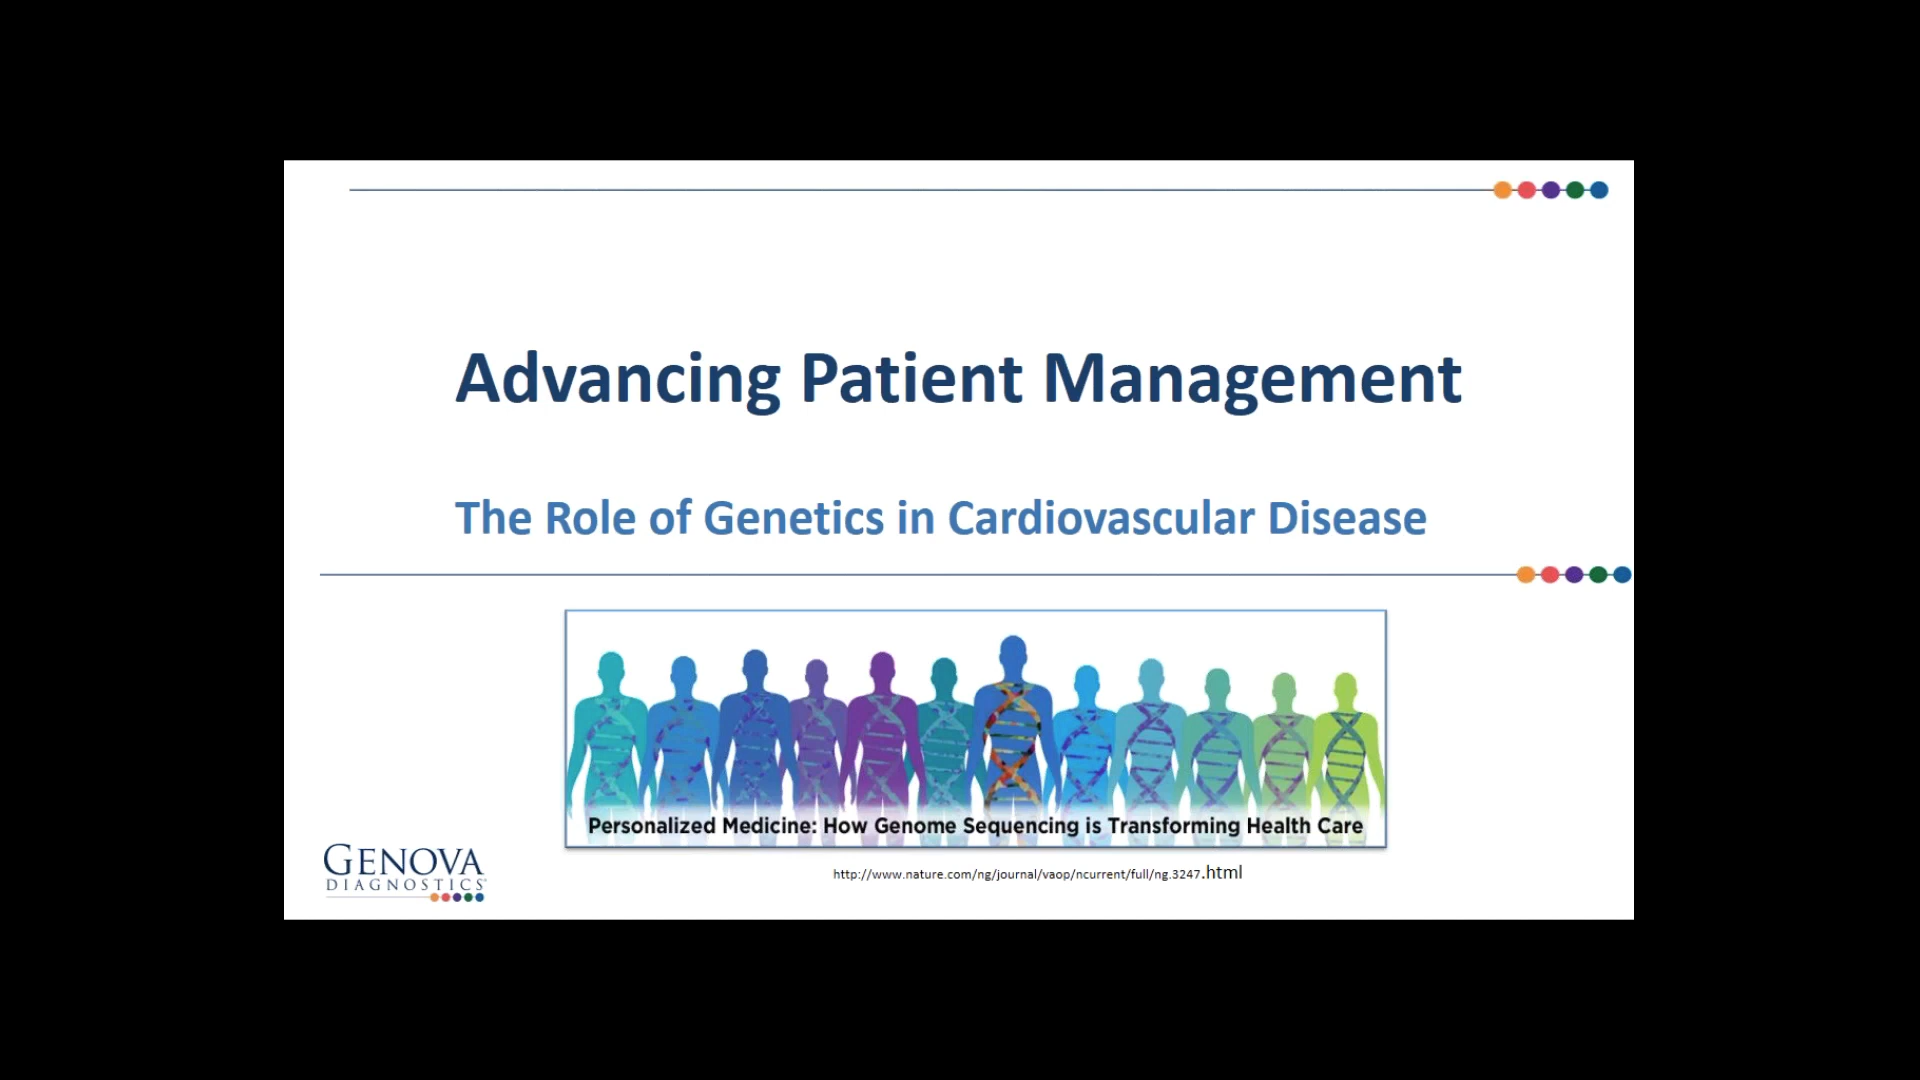 Advancing Patient Management
The Role of Genetics in Cardiovascular Disease
Personalized Medicine: How Genome Sequencing is Transforming Health Care
http://www.nature.com/ng/journal/vaop/ncurrent/full/ng.3247.html
GENOVA
DIAGNOSTICS